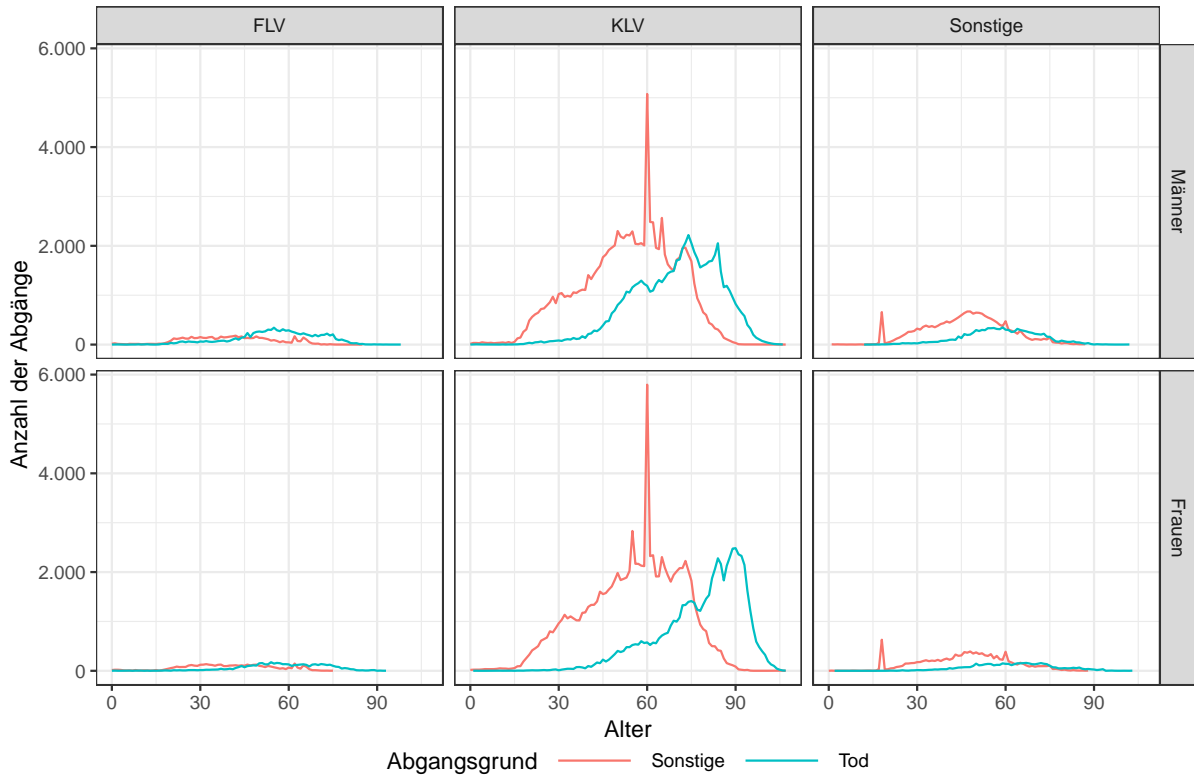 FLV KLV Sonstige
6.000
4.000
2.000
0
Männer
6.000
4.000
2.000
0
Frauen
Anzahl der Abgänge
0 30 60 90 0 30 60 90 0 30 60 90
Alter
Abgangsgrund Sonstige Tod